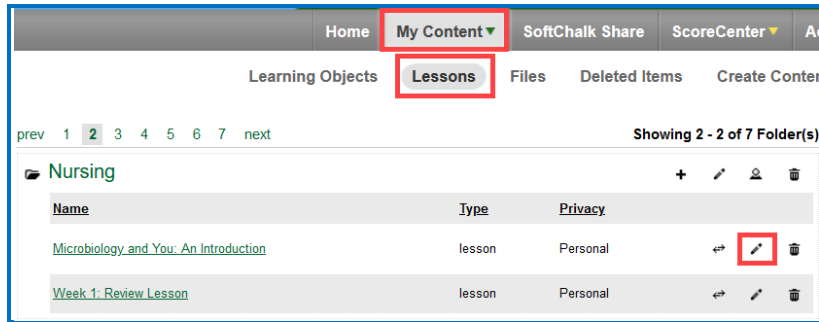 Home My Content SoftChalk Share ScoreCenter
Learning Objects Lessons Files Deleted Items Create
prev 1 2 3 4 5 6 7 next Showing 2 - 2 of 7 Folder(s)
Nursing
Name Type Privacy
Microbiology and You: An Introduction lesson Personal
Week 1: Review Lesson lesson Personal